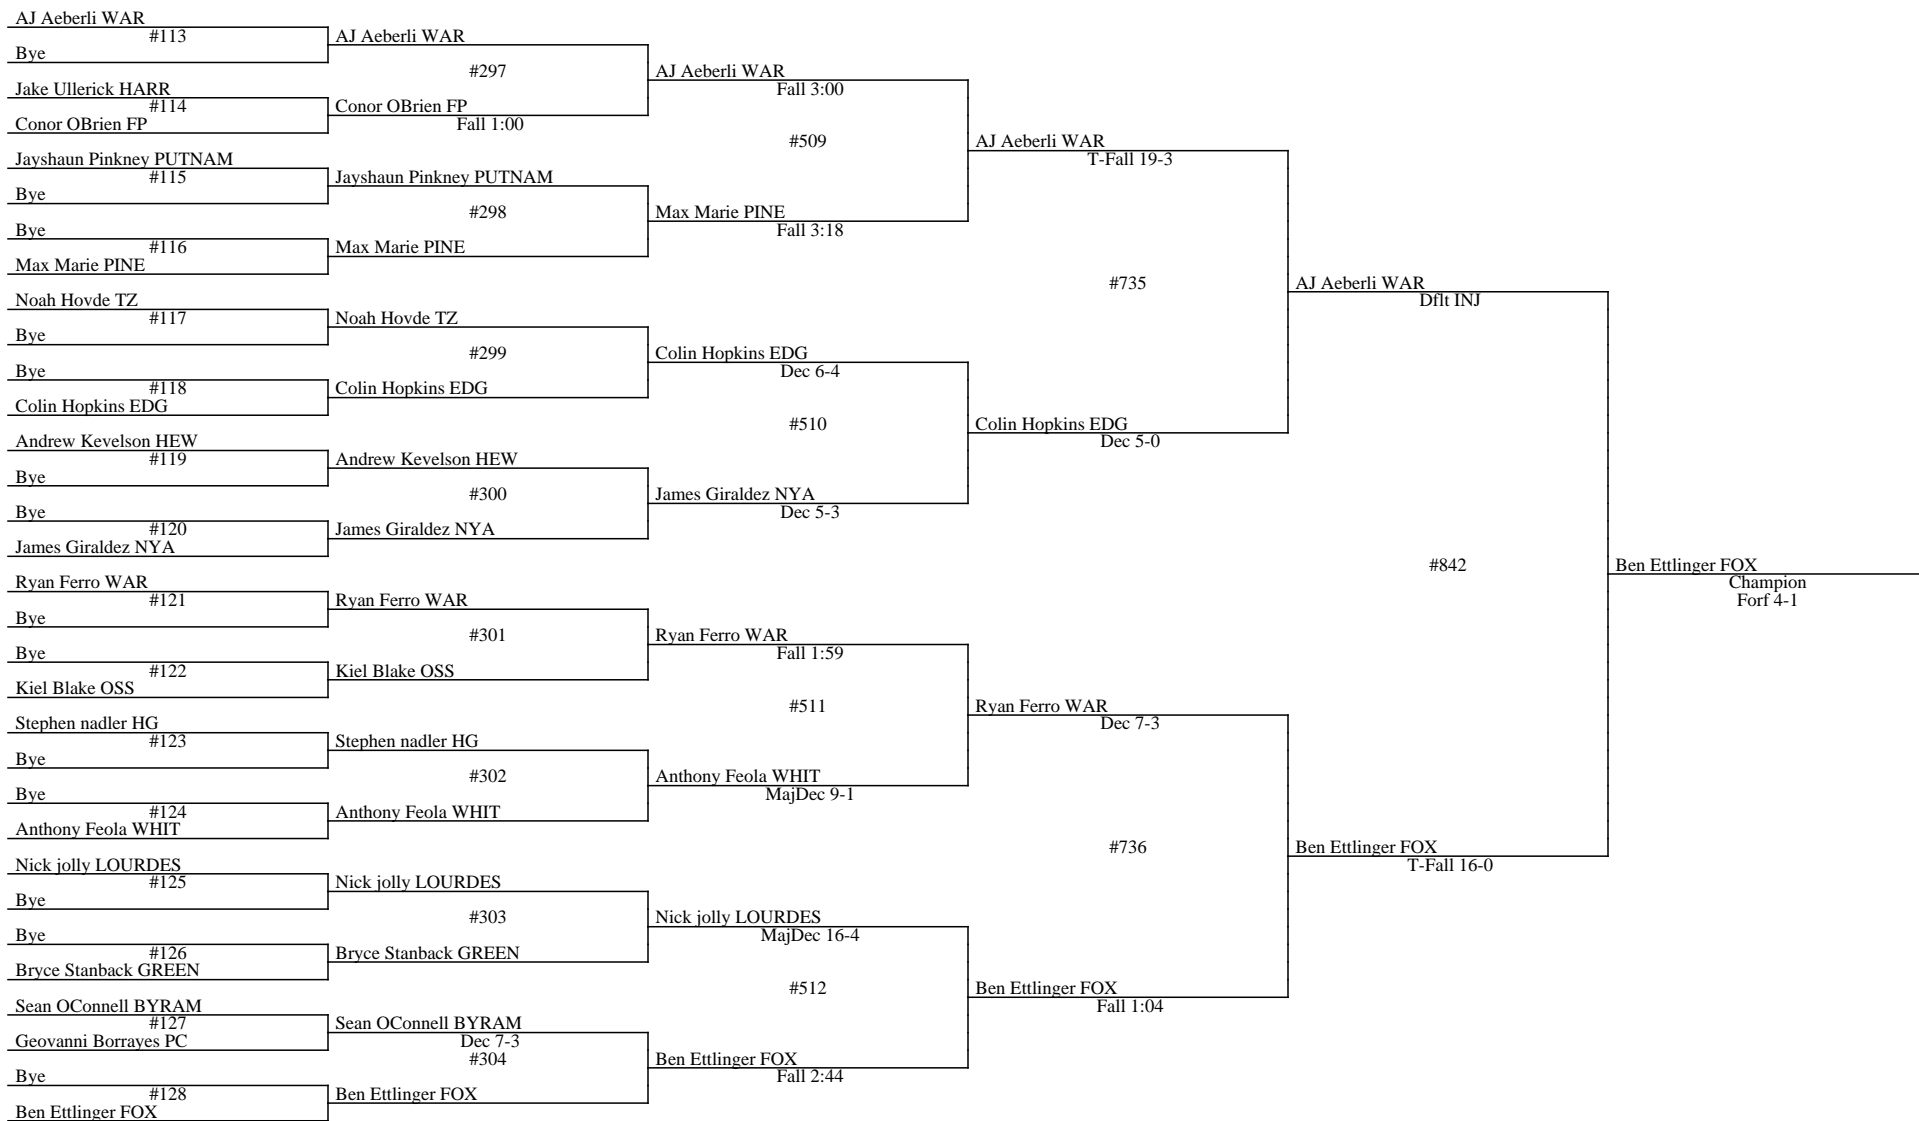 AJ Aeberli WAR
#113
Bye
Jake Ullerick HARR
#114
Conor OBrien FP
Jayshaun Pinkney PUTNAM
#115
Bye
Bye
#116
Max Marie PINE
Noah Hovde TZ
#117
Bye
Bye
#118
Colin Hopkins EDG
Andrew Kevelson HEW
#119
Bye
Bye
#120
James Giraldez NYA
Ryan Ferro WAR
#121
Bye
Bye
#122
Kiel Blake OSS
Stephen nadler HG
#123
Bye
Bye
#124
Anthony Feola WHIT
Nick jolly LOURDES
#125
Bye
Bye
#126
Bryce Stanback GREEN
Sean OConnell BYRAM
#127
Geovanni Borrayes PC
Bye
#128
Ben Ettlinger FOX
AJ Aeberli WAR
#297
Conor OBrien FP
Fall 1:00
Jayshaun Pinkney PUTNAM
#298
Max Marie PINE
Noah Hovde TZ
#299
Colin Hopkins EDG
Andrew Kevelson HEW
#300
James Giraldez NYA
Ryan Ferro WAR
#301
Kiel Blake OSS
Stephen nadler HG
#302
Anthony Feola WHIT
Nick jolly LOURDES
#303
Bryce Stanback GREEN
Sean OConnell BYRAM
Dec 7-3
#304
Ben Ettlinger FOX
AJ Aeberli WAR
Fall 3:00
#509
Max Marie PINE
Fall 3:18
Colin Hopkins EDG
Dec 6-4
#510
James Giraldez NYA
Dec 5-3
Ryan Ferro WAR
Fall 1:59
#511
Anthony Feola WHIT
MajDec 9-1
Nick jolly LOURDES
MajDec 16-4
#512
Ben Ettlinger FOX
Fall 2:44
AJ Aeberli WAR
T-Fall 19-3
#735
Colin Hopkins EDG
Dec 5-0
Ryan Ferro WAR
Dec 7-3
#736
Ben Ettlinger FOX
Fall 1:04
AJ Aeberli WAR
Dflt INJ
#842
Ben Ettlinger FOX
T-Fall 16-0
Ben Ettlinger FOX
Champion
Forf 4-1